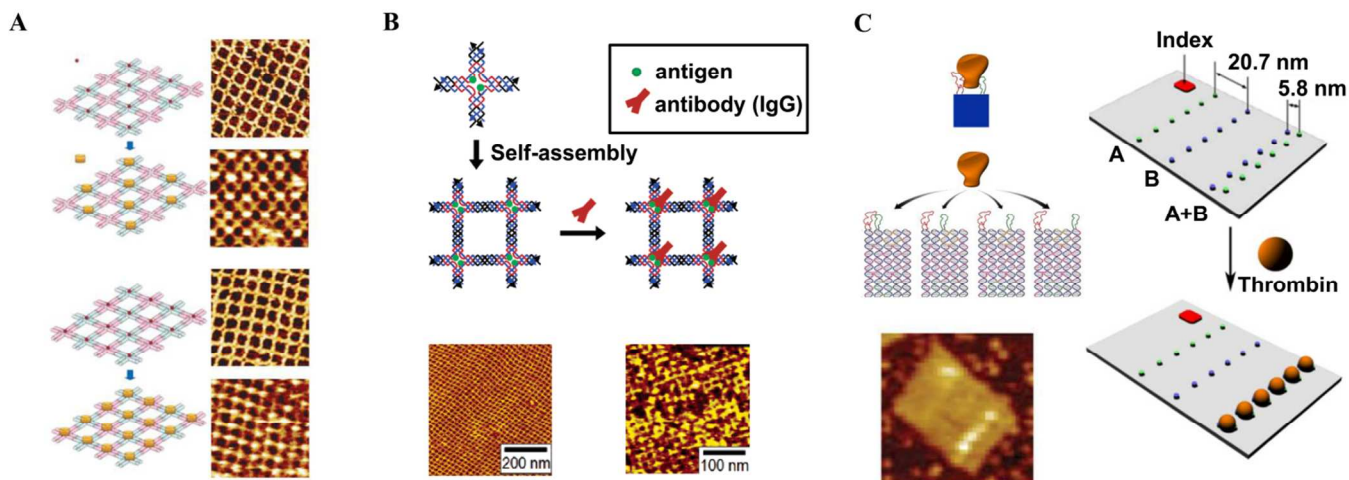 A
B
antigen
antibody (IgG)
Self-assembly
200 nm
100 nm
C
Index
20.7 nm
5.8 nm
A
B
A+B
Thrombin